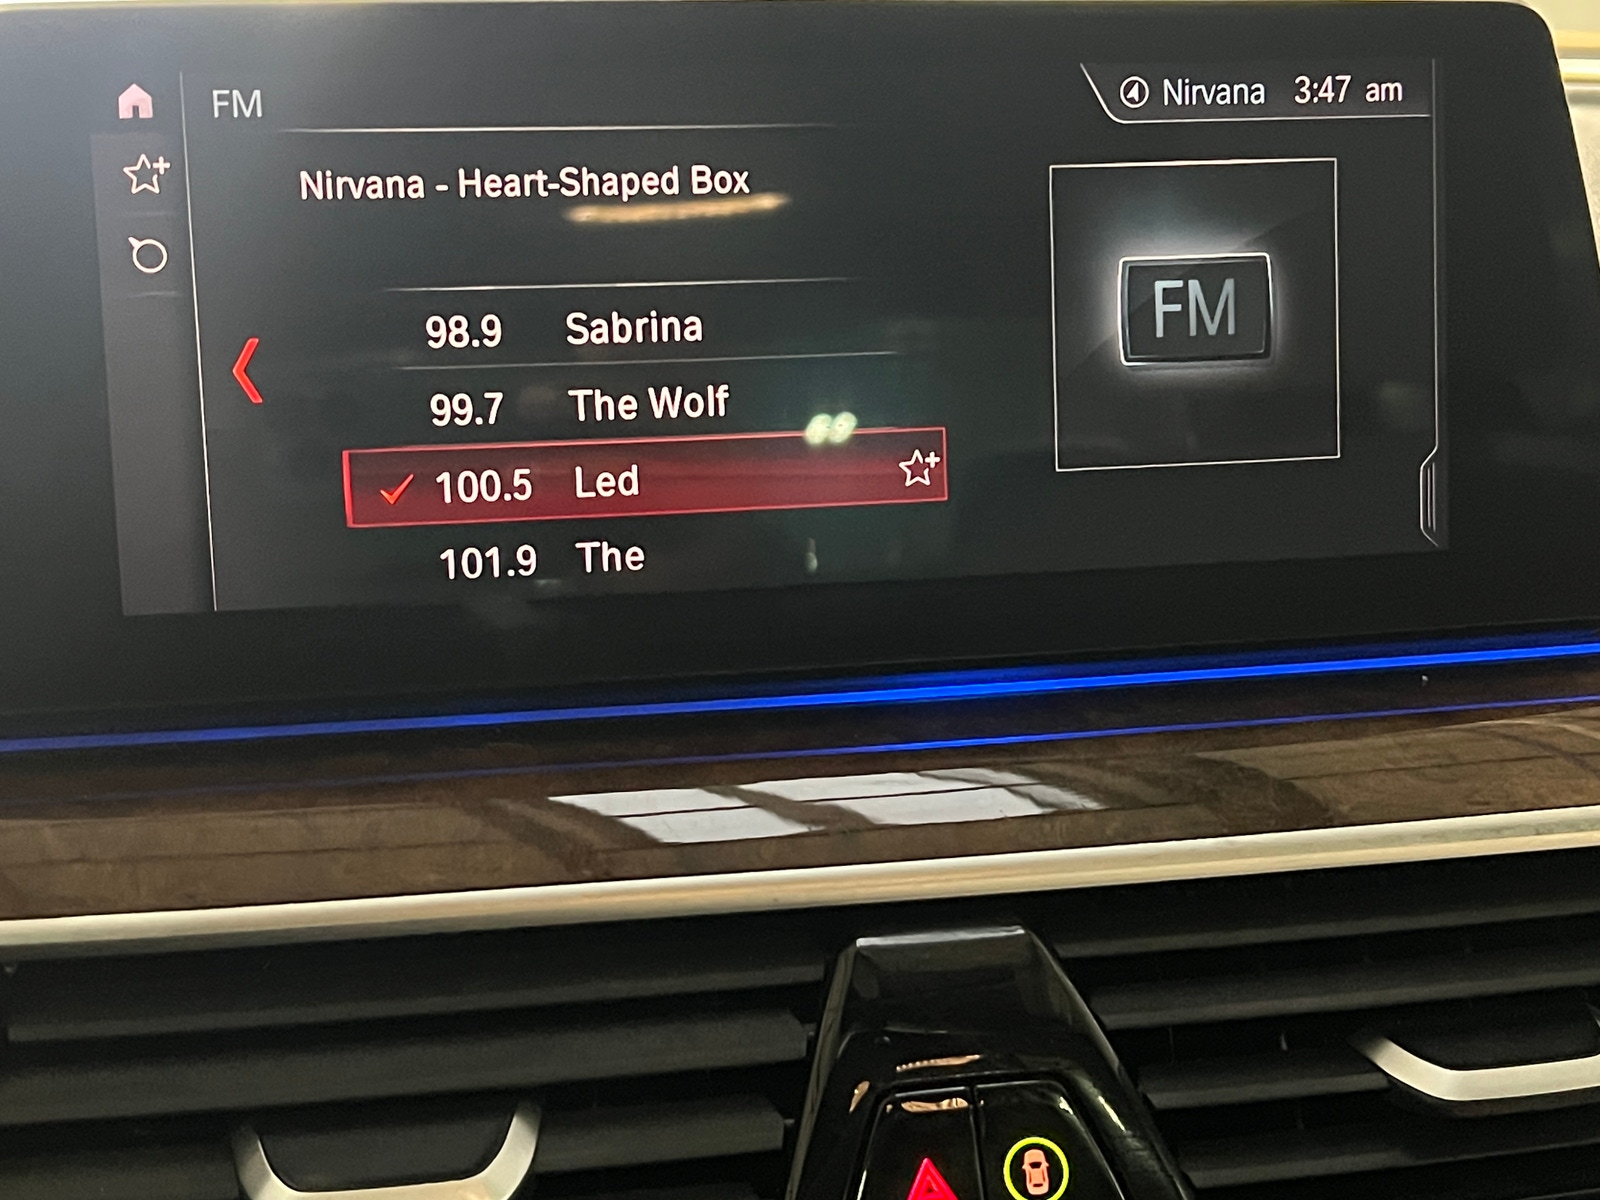 FM
Nirvana 3:47 am
Nirvana - Heart-Shaped Box
98.9 Sabrina
99.7 The Wolf
100.5 Led
101.9 The
FM